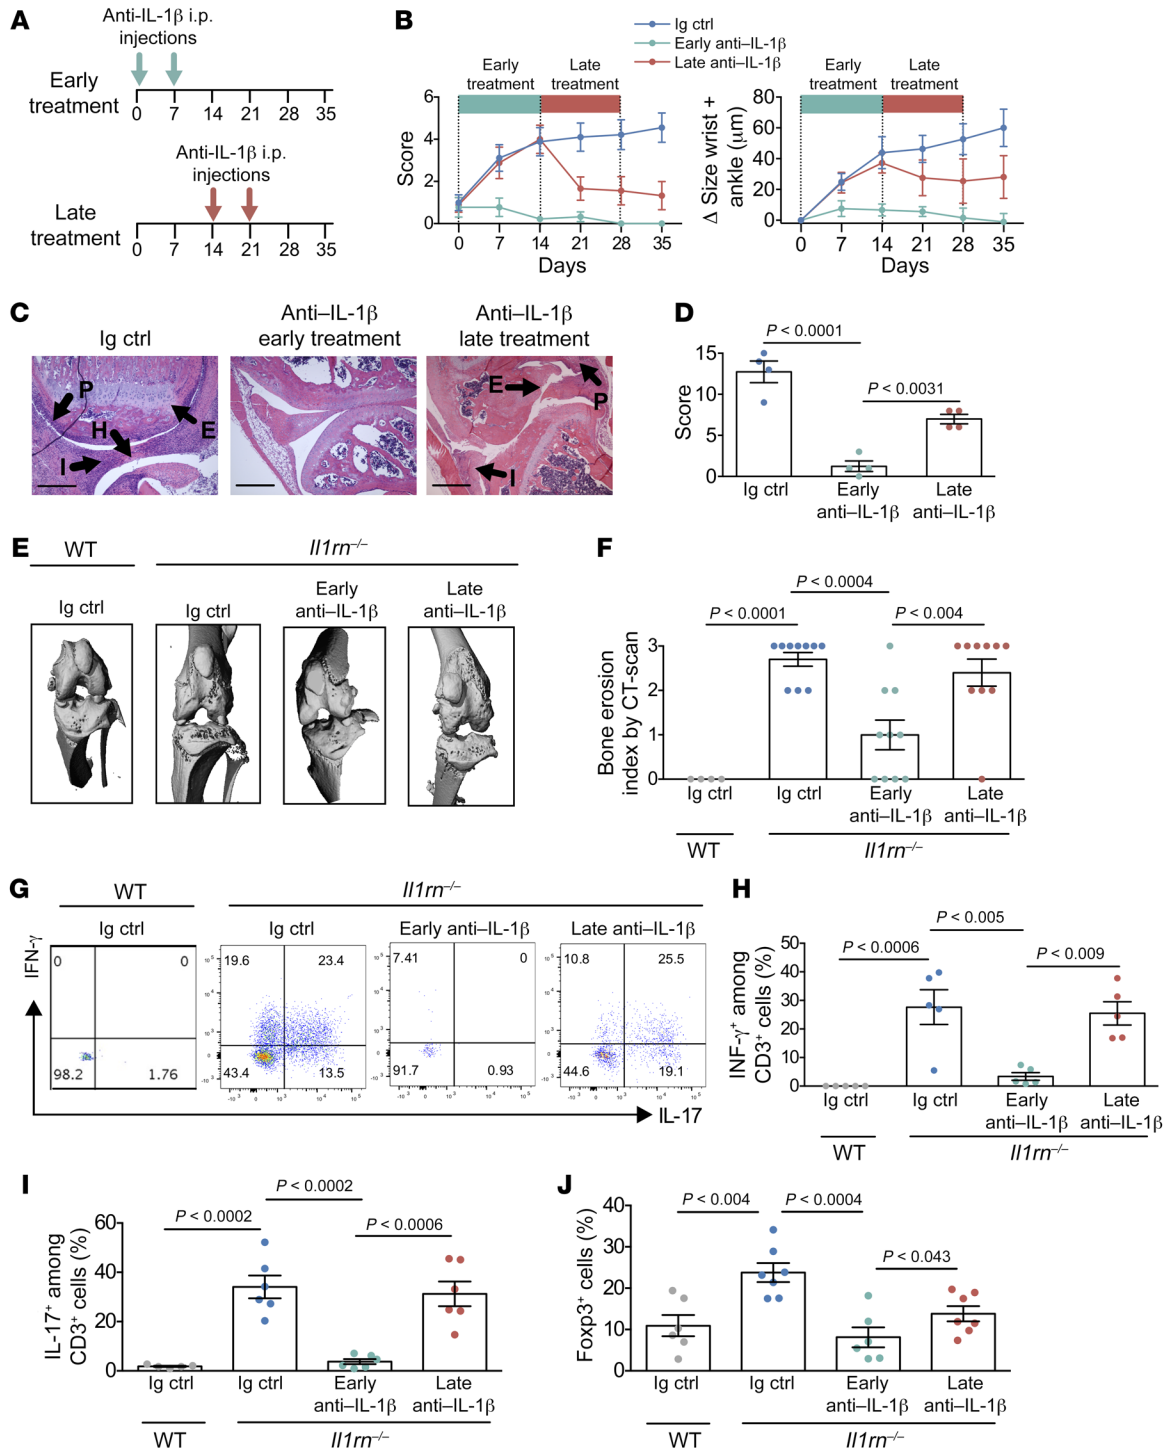 A
Anti-IL-1β i.p.
injections
Early
treatment
0 7 14 21 28 35
Anti-IL-1β i.p.
injections
Late
treatment
0 7 14 21 28 35
B
Ig ctrl
Early anti–IL-1β
Late anti–IL-1β
Early
treatment
Late
treatment
Score
6
4
2
0
0 7 14 21 28 35
Days
Early
treatment
Late
treatment
Δ Size wrist +
ankle (μm)
80
60
40
20
0
0 7 14 21 28 35
Days
C
Ig ctrl
Anti–IL-1β
early treatment
Anti–IL-1β
late treatment
P
H
E
I
E
P
I
D
P < 0.0001
P < 0.0031
Score
15
10
5
0
Ig ctrl
Early
anti–IL-1β
Late
anti–IL-1β
E
WT
Il1rn–/–
Ig ctrl
Ig ctrl
Early
anti–IL-1β
Late
anti–IL-1β
F
P < 0.0004
P < 0.0001
P < 0.004
Bone erosion
index by CT-scan
3
2
1
0
Ig ctrl
Ig ctrl
Early
anti–IL-1β
Late
anti–IL-1β
WT
Il1rn–/–
G
WT
Il1rn–/–
Ig ctrl
Ig ctrl
Early anti–IL-1β
Late anti–IL-1β
IFN-γ
0 0
98.2 1.76
19.6 23.4
43.4 13.5
7.41 0
91.7 0.93
10.8 25.5
44.6 19.1
IL-17
H
P < 0.005
P < 0.0006
P < 0.009
INF-γ+ among
CD3+ cells (%)
50
40
30
20
10
0
Ig ctrl
Ig ctrl
Early
anti–IL-1β
Late
anti–IL-1β
WT
Il1rn–/–
I
P < 0.0002
P < 0.0002
P < 0.0006
IL-17+ among
CD3+ cells (%)
60
40
20
0
Ig ctrl
Ig ctrl
Early
anti–IL-1β
Late
anti–IL-1β
WT
Il1rn–/–
J
P < 0.004
P < 0.0004
P < 0.043
Foxp3+ cells (%)
40
30
20
10
0
Ig ctrl
Ig ctrl
Early
anti–IL-1β
Late
anti–IL-1β
WT
Il1rn–/–